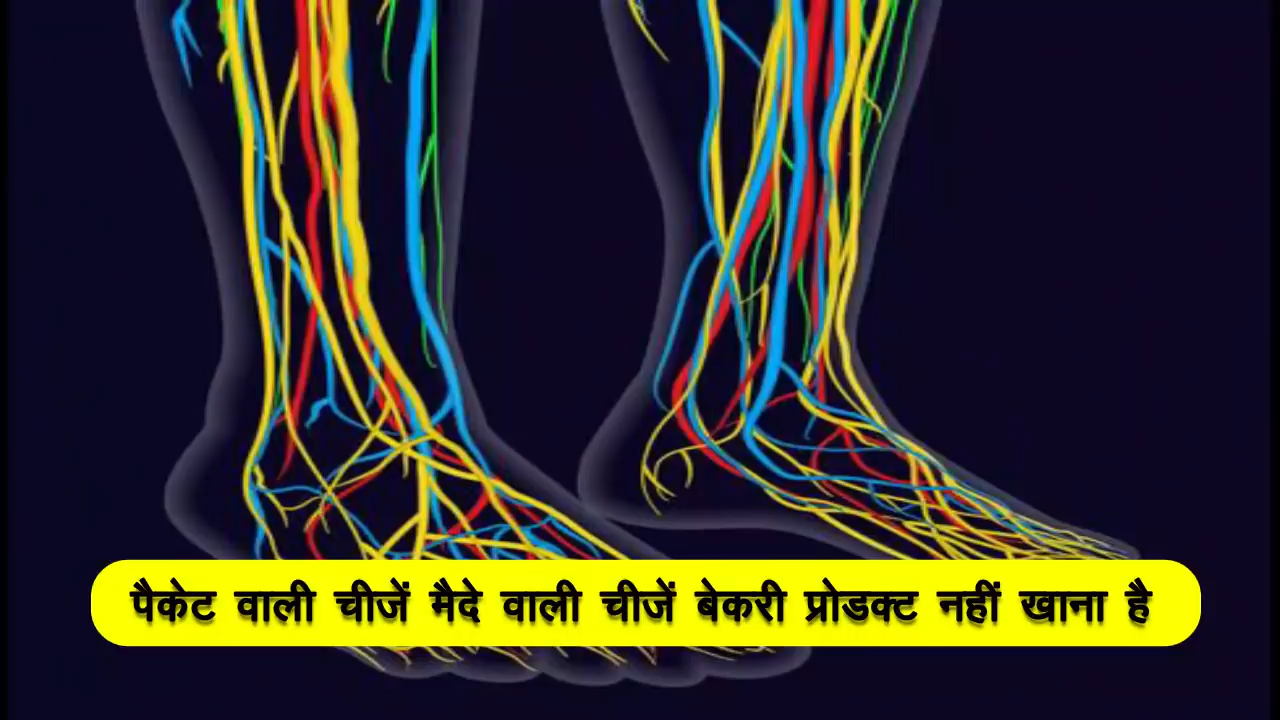 पैकेट वाली चीजें मैदे वाली चीजें बेकरी प्रोडक्ट नहीं खाना है